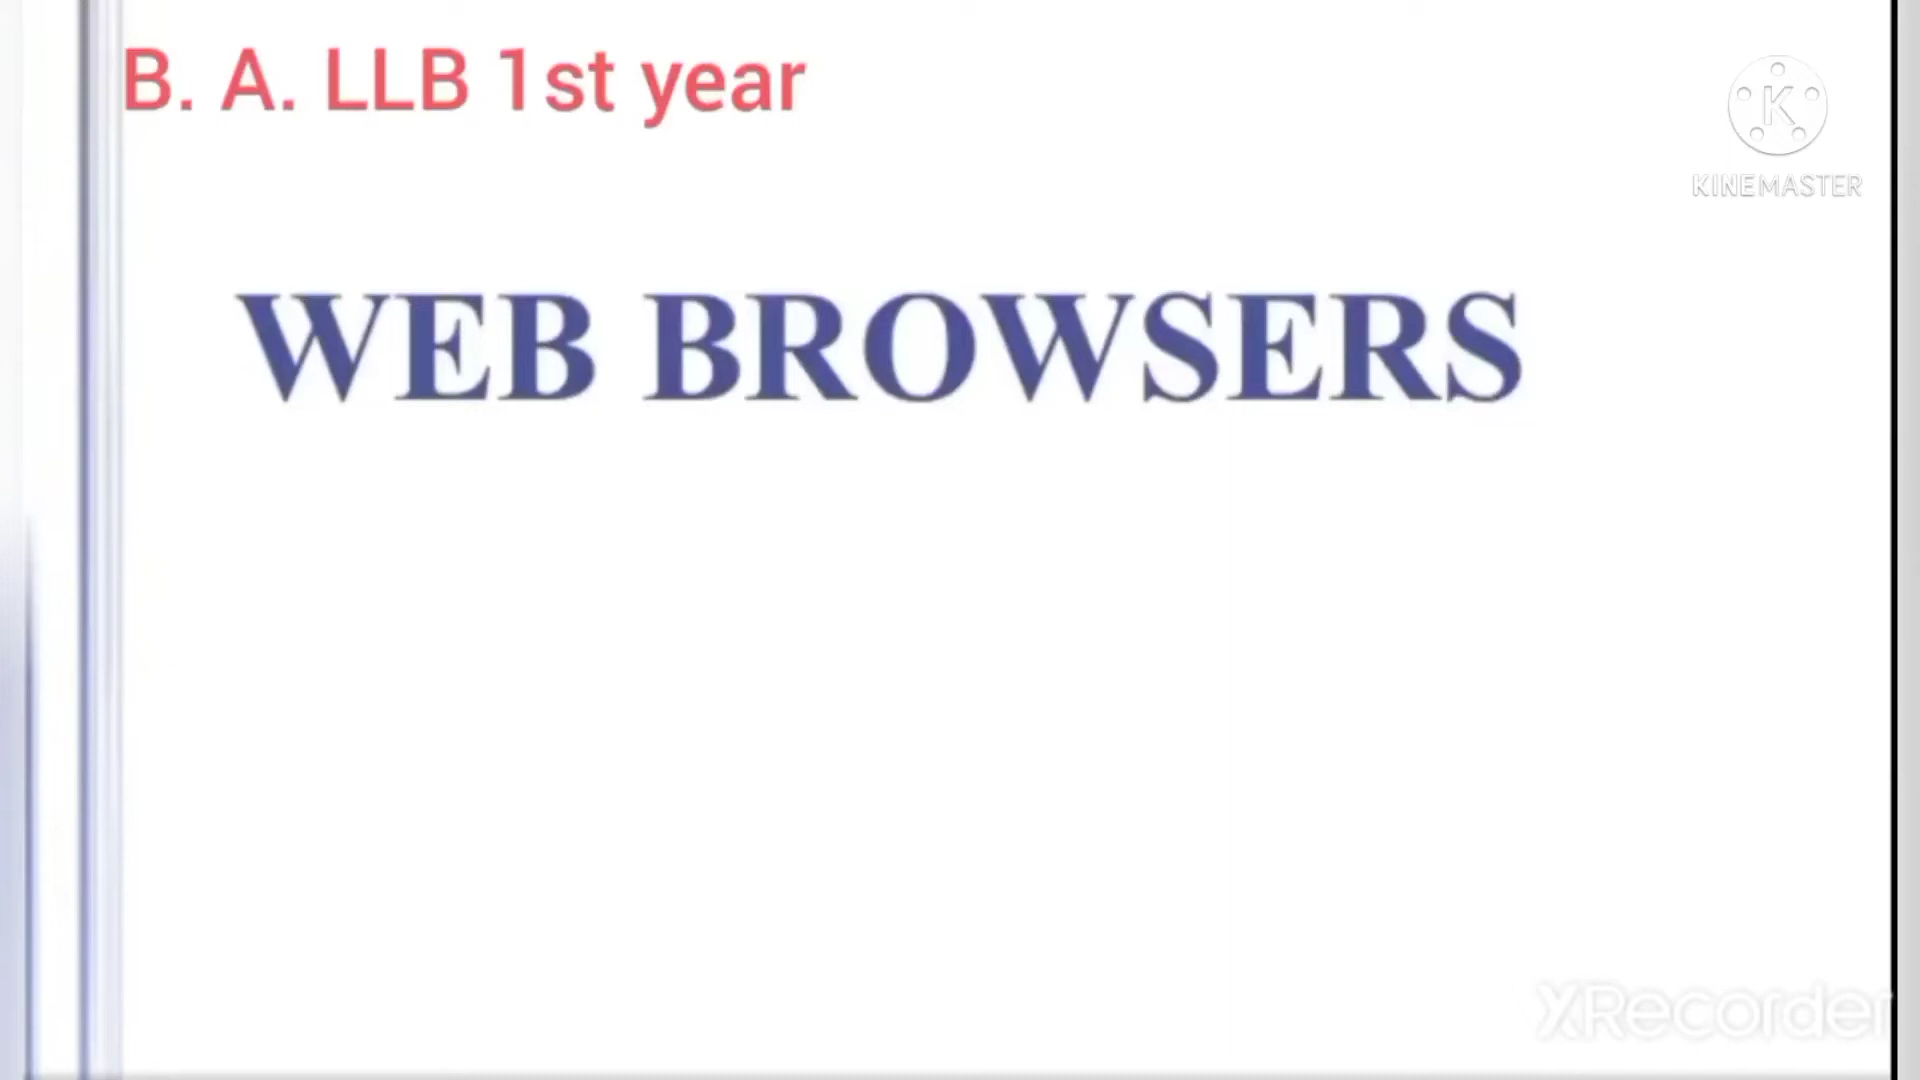 B. A. LLB 1st year
K
KINEMASTER
WEB BROWSERS
XRecorder